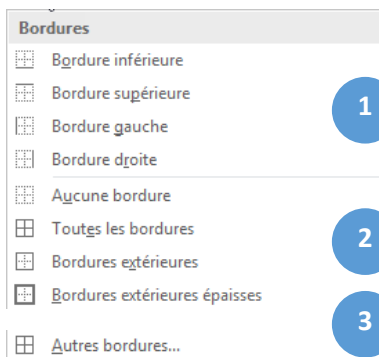 Bordures
Bordure inférieure
Bordure supérieure
1
Bordure gauche
Bordure droite
Aucune bordure
Toutes les bordures
2
Bordures extérieures
Bordures extérieures épaisses
3
Autres bordures...